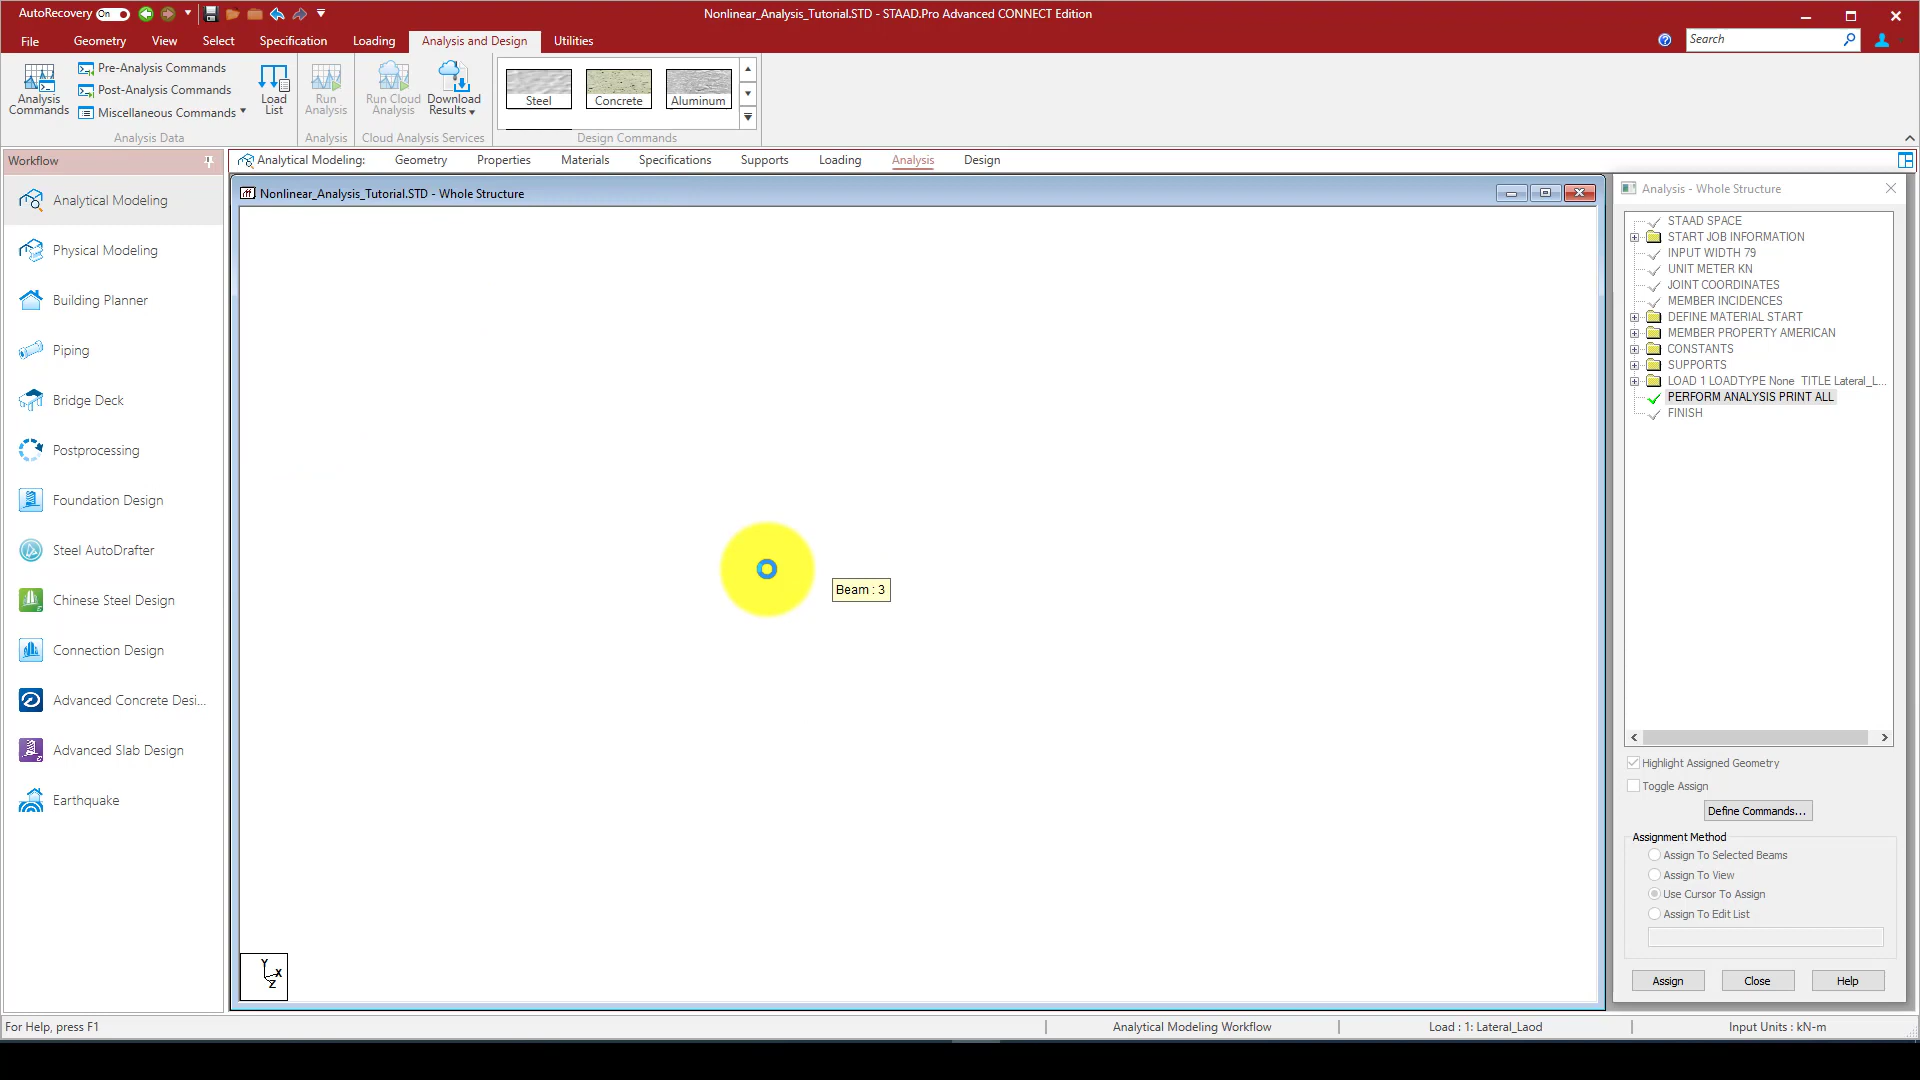 AutoRecovery On
Nonlinear_Analysis_Tutorial.STD - STAAD.Pro Advanced CONNECT Edition
File Geometry View Select Specification Loading Analysis and Design Utilities
Search
Analysis Commands
Pre-Analysis Commands
Post-Analysis Commands
Miscellaneous Commands
Load List
Run Analysis
Run Cloud Analysis
Download Results
Steel
Concrete
Aluminum
Analysis Data
Analysis
Cloud Analysis Services
Design Commands
Workflow
Analytical Modeling: Geometry Properties Materials Specifications Supports Loading Analysis Design
Analytical Modeling
Physical Modeling
Building Planner
Piping
Bridge Deck
Postprocessing
Foundation Design
Steel AutoDrafter
Chinese Steel Design
Connection Design
Advanced Concrete Desi...
Advanced Slab Design
Earthquake
Nonlinear_Analysis_Tutorial.STD - Whole Structure
Beam : 3
Y
X
Z
Analysis - Whole Structure
STAAD SPACE
START JOB INFORMATION
INPUT WIDTH 79
UNIT METER KN
JOINT COORDINATES
MEMBER INCIDENCES
DEFINE MATERIAL START
MEMBER PROPERTY AMERICAN
CONSTANTS
SUPPORTS
LOAD 1 LOADTYPE None TITLE Lateral_L...
PERFORM ANALYSIS PRINT ALL
FINISH
Highlight Assigned Geometry
Toggle Assign
Define Commands...
Assignment Method
Assign To Selected Beams
Assign To View
Use Cursor To Assign
Assign To Edit List
Assign Close Help
For Help, press F1
Analytical Modeling Workflow
Load : 1: Lateral_Laod
Input Units : kN-m